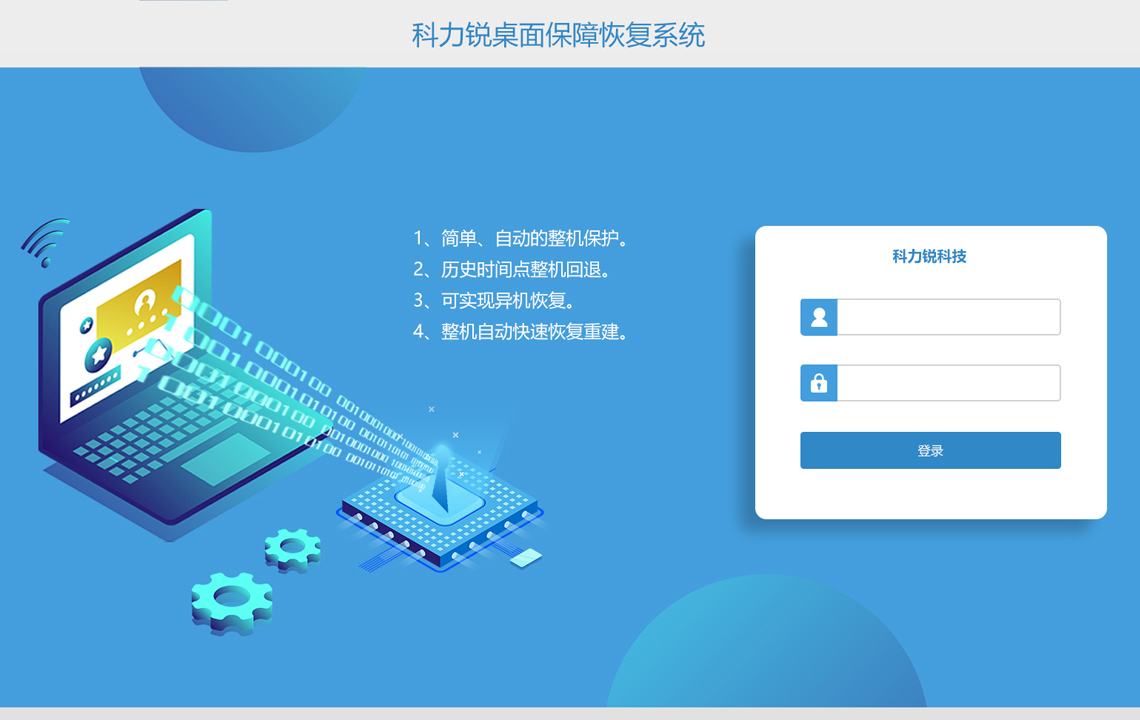 科力锐桌面保障恢复系统
1、简单、自动的整机保护。
2、历史时间点整机回退。
3、可实现异机恢复。
4、整机自动快速恢复重建。
科力锐科技
登录